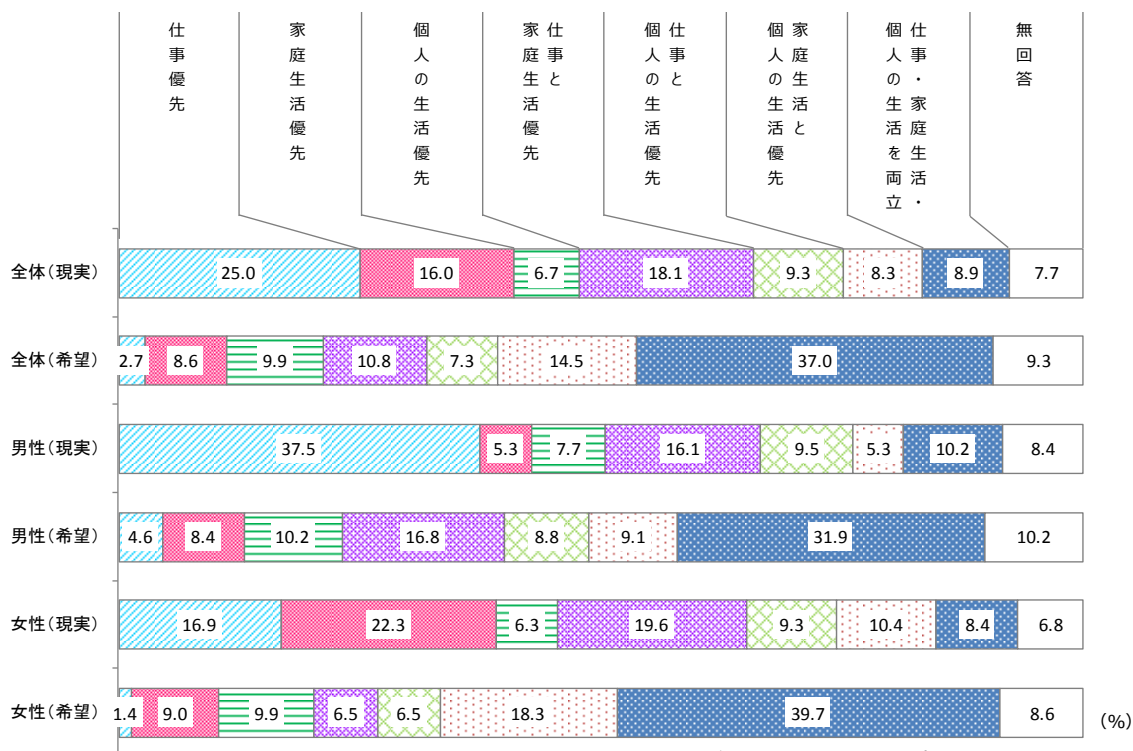 仕事優先
家庭生活優先
個人の生活優先
仕事と
家庭生活優先
仕事と
個人の生活優先
家庭生活と
個人の生活優先
仕事・家庭生活・
個人の生活を両立
無回答
全体(現実) 25.0 16.0 6.7 18.1 9.3 8.3 8.9 7.7
全体(希望) 2.7 8.6 9.9 10.8 7.3 14.5 37.0 9.3
男性(現実) 37.5 5.3 7.7 16.1 9.5 5.3 10.2 8.4
男性(希望) 4.6 8.4 10.2 16.8 8.8 9.1 31.9 10.2
女性(現実) 16.9 22.3 6.3 19.6 9.3 10.4 8.4 6.8
女性(希望) 1.4 9.0 9.9 6.5 6.5 18.3 39.7 8.6
(%)